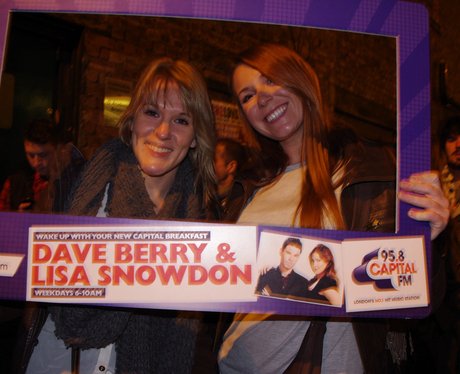 WAKE UP WITH YOUR NEW CAPITAL BREAKFAST
DAVE BERRY &
LISA SNOWDON
WEEKDAYS 6-10AM
95.8
CAPITAL
FM
LONDON'S NO.1 HIT MUSIC STATION